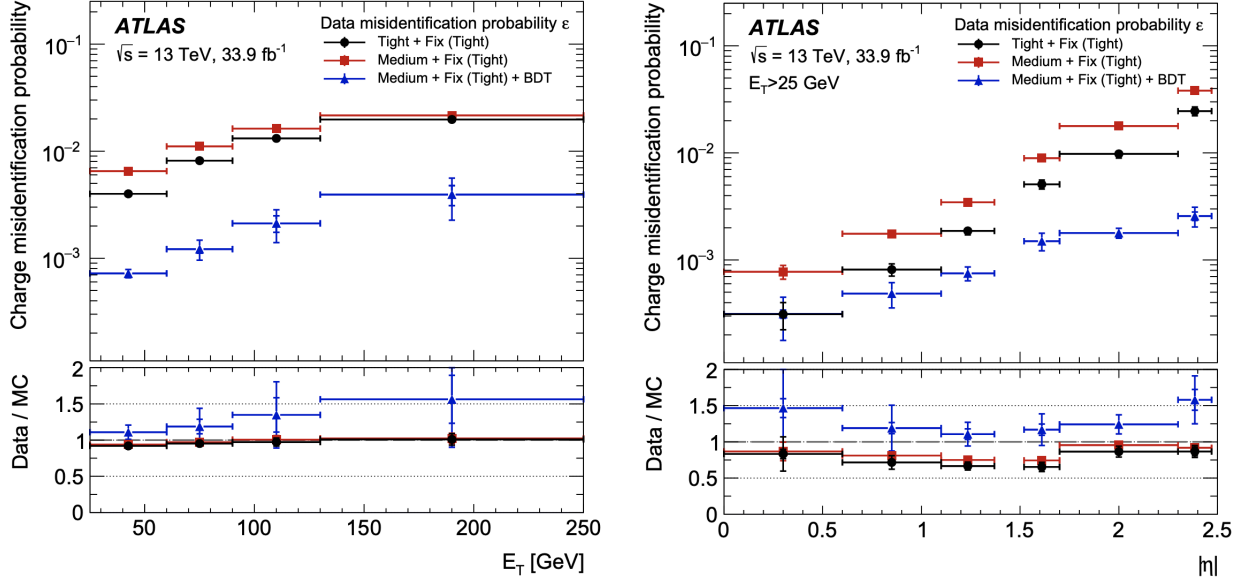 Charge misidentification probability
ATLAS
√s = 13 TeV, 33.9 fb⁻¹
Data misidentification probability ε
Tight + Fix (Tight)
Medium + Fix (Tight)
Medium + Fix (Tight) + BDT
10⁻¹
10⁻²
10⁻³
Data / MC
2
1.5
1
0.5
0
50 100 150 200 250
E_T [GeV]
Charge misidentification probability
ATLAS
√s = 13 TeV, 33.9 fb⁻¹
E_T>25 GeV
Data misidentification probability ε
Tight + Fix (Tight)
Medium + Fix (Tight)
Medium + Fix (Tight) + BDT
10⁻¹
10⁻²
10⁻³
Data / MC
2
1.5
1
0.5
0
0 0.5 1 1.5 2 2.5
|η|